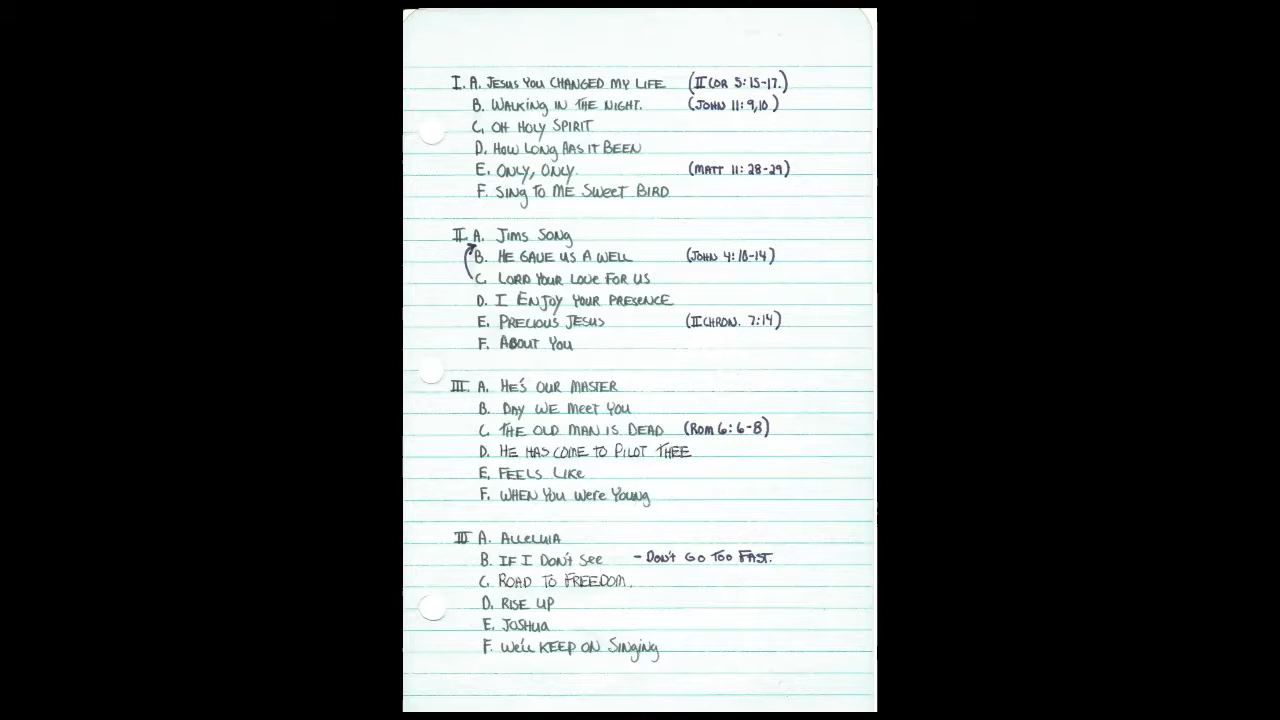 I. A. JESUS YOU CHANGED MY LIFE (II COR 5:15-17.)
B. WALKING IN THE NIGHT. (JOHN 11:9,10)
C. OH HOLY SPIRIT
D. HOW LONG HAS IT BEEN
E. ONLY, ONLY. (MATT 11:28-29)
F. SING TO ME SWEET BIRD
II. A. JIMS SONG
B. HE GAVE US A WELL (JOHN 4:10-14)
C. LORD YOUR LOVE FOR US
D. I ENJOY YOUR PRESENCE
E. PRECIOUS JESUS (II CHRON. 7:14)
F. ABOUT YOU
III. A. HE'S OUR MASTER
B. DAY WE MEET YOU
C. THE OLD MAN IS DEAD (ROM 6:6-8)
D. HE HAS COME TO PILOT THEE
E. FEELS LIKE
F. WHEN YOU WERE YOUNG
III A. ALLELUIA
B. IF I DON'T SEE - DON'T GO TOO FAST.
C. ROAD TO FREEDOM.
D. RISE UP
E. JOSHUA
F. WE'LL KEEP ON SINGING